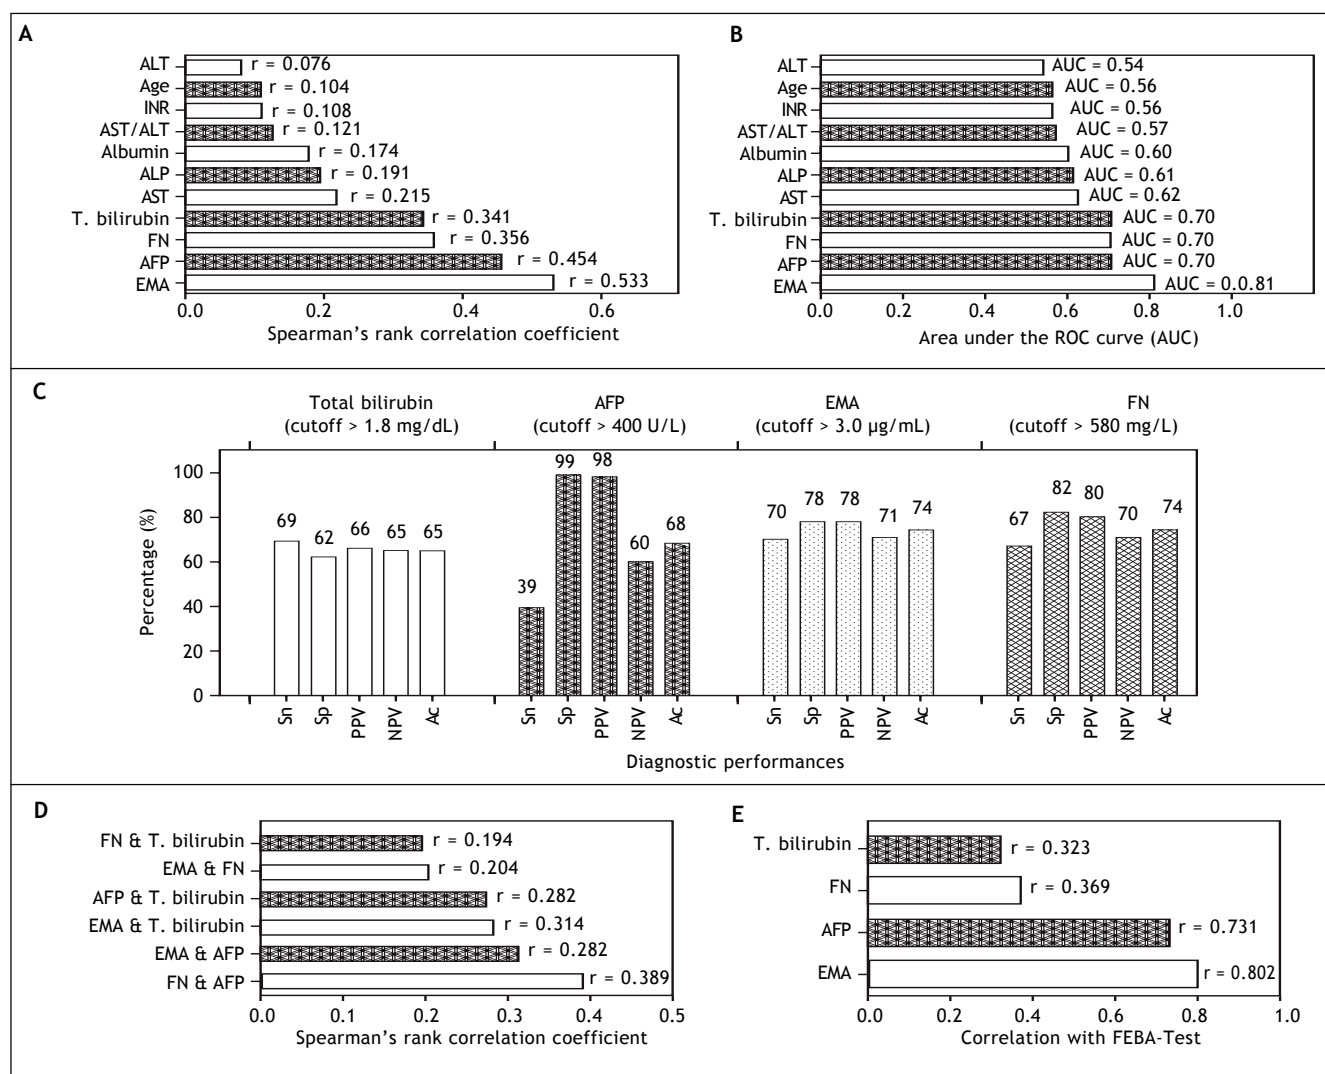 A
ALT r = 0.076
Age r = 0.104
INR r = 0.108
AST/ALT r = 0.121
Albumin r = 0.174
ALP r = 0.191
AST r = 0.215
T. bilirubin r = 0.341
FN r = 0.356
AFP r = 0.454
EMA r = 0.533
0.0 0.2 0.4 0.6
Spearman's rank correlation coefficient
B
ALT AUC = 0.54
Age AUC = 0.56
INR AUC = 0.56
AST/ALT AUC = 0.57
Albumin AUC = 0.60
ALP AUC = 0.61
AST AUC = 0.62
T. bilirubin AUC = 0.70
FN AUC = 0.70
AFP AUC = 0.70
EMA AUC = 0.0.81
0.0 0.2 0.4 0.6 0.8 1.0
Area under the ROC curve (AUC)
C
Total bilirubin
(cutoff > 1.8 mg/dL)
AFP
(cutoff > 400 U/L)
EMA
(cutoff > 3.0 µg/mL)
FN
(cutoff > 580 mg/L)
Percentage (%)
100
80
60
40
20
0
69 62 66 65 65
39 99 98 60 68
70 78 78 71 74
67 82 80 70 74
Sn Sp PPV NPV Ac
Sn Sp PPV NPV Ac
Sn Sp PPV NPV Ac
Sn Sp PPV NPV Ac
Diagnostic performances
D
FN & T. bilirubin r = 0.194
EMA & FN r = 0.204
AFP & T. bilirubin r = 0.282
EMA & T. bilirubin r = 0.314
EMA & AFP r = 0.282
FN & AFP r = 0.389
0.0 0.1 0.2 0.3 0.4 0.5
Spearman's rank correlation coefficient
E
T. bilirubin r = 0.323
FN r = 0.369
AFP r = 0.731
EMA r = 0.802
0.0 0.2 0.4 0.6 0.8 1.0
Correlation with FEBA-Test